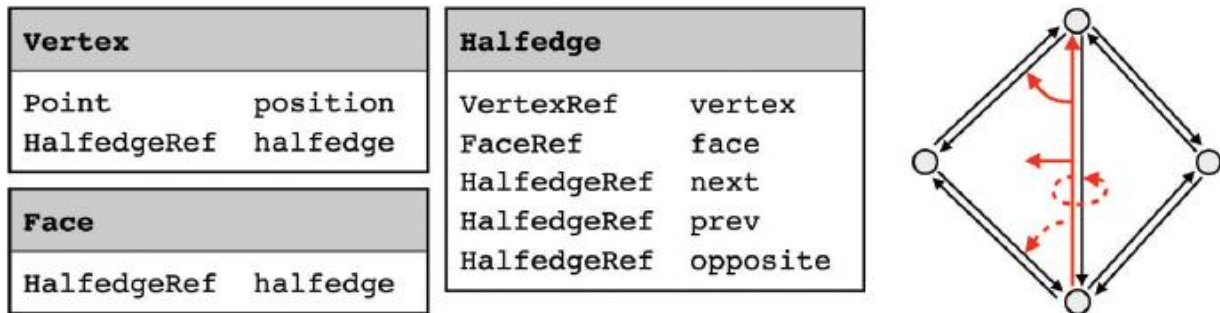 Vertex
Point position
HalfedgeRef halfedge
Face
HalfedgeRef halfedge
Halfedge
VertexRef vertex
FaceRef face
HalfedgeRef next
HalfedgeRef prev
HalfedgeRef opposite